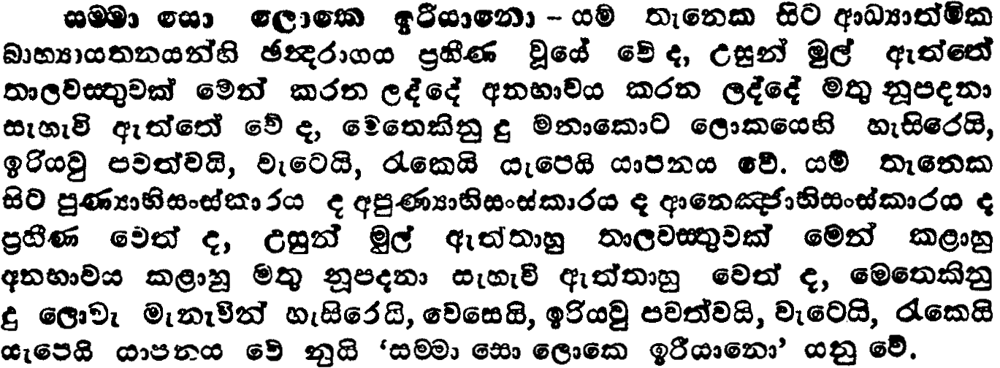 සම්මා සො ලොකෙ ඉරියානො – යම් තැනෙක සිට ආධ්‍යාත්මික
බාහ්‍යායතනයන්හි ඡන්‍දරාගය ප්‍රහීණ වූයේ වේ ද, උසුන් මුල් ඇත්තේ
තාලවස්තුවක් මෙන් කරන ලද්දේ අනභාවය කරන ලද්දේ මතු නූපදනා
සැහැවි ඇත්තේ වේ ද, මෙතෙකිනු දු මනාකොට ලොකයෙහි හැසිරෙයි,
ඉරියවු පවත්වයි, වැටෙයි, රැකෙයි යැපෙයි යාපනය වේ. යම් තැනෙක
සිට පුණ්‍යාභිසංස්කාරය ද අපුණ්‍යාභිසංස්කාරය ද ආනෙඤ්ජාභිසංස්කාරය ද
ප්‍රහීණ වෙත් ද, උසුන් මුල් ඇත්තාහු තාලවස්තුවක් මෙන් කළාහු
අනභාවය කළාහු මතු නූපදනා සැහැවි ඇත්තාහු වෙත් ද, මෙතෙකිනු
දු ලොවැ මැනැවින් හැසිරෙයි, වෙසෙයි, ඉරියවු පවත්වයි, වැටෙයි, රැකෙයි
යැපෙයි යාපනය වේ නුයි ‘සම්මා සො ලොකෙ ඉරියානො’ යනු වේ.